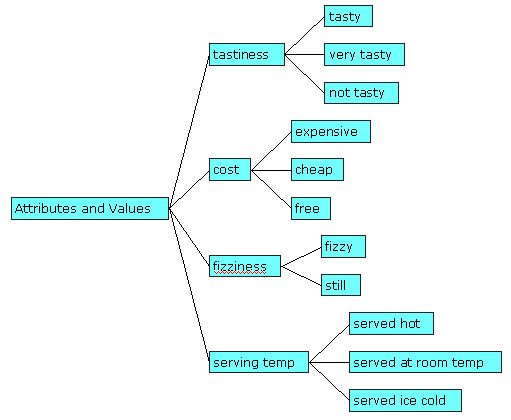 Attributes and Values
tastiness
tasty
very tasty
not tasty
cost
expensive
cheap
free
fizziness
fizzy
still
serving temp
served hot
served at room temp
served ice cold